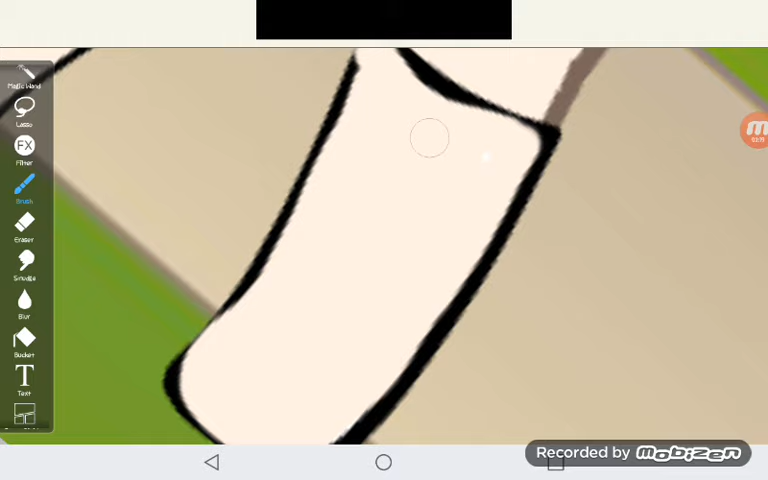 Magic Wand
Lasso
FX
Filter
Brush
Eraser
Smudge
Blur
Bucket
T
Text
Recorded by mobizen